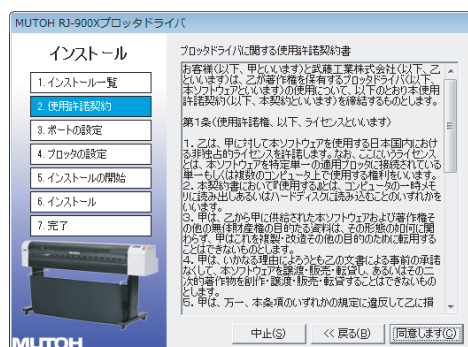 MUTOH RJ-900Xプロッタドライバ
インストール
1.インストール一覧
2.使用許諾契約
3.ポートの設定
4.プロッタの設定
5.インストールの開始
6.インストール
7.完了
MUTOH
プロッタドライバに関する使用許諾契約書
お客様(以下、甲といいます)と武藤工業株式会社(以下、乙
といいます)は、乙が著作権を保有するプロッタドライバ(以下、
本ソフトウェアといいます)の使用について、以下のとおり本使用
許諾契約(以下、本契約といいます)を締結するものとします。
第1条(使用許諾権、以下、ライセンスといいます)
1. 乙は、甲に対して本ソフトウェアを使用する日本国内におけ
る非独占的ライセンスを許諾します。なお、ここにいうライセンス
とは、本ソフトウェアを特定単一の適用プロッタに接続されている
単一もしくは複数のコンピュータ上で使用する権利をいいます。
2. 本契約書において『使用する』とは、コンピュータの一時メモ
リに読み出しあるいはハードディスクに読み込むことのいずれかを
いいます。
3. 甲は、乙から甲に供給された本ソフトウェアおよび著作権そ
の他の無体財産権の目的たる資料は、その形態の如何に関
わらず、甲はこれを複製・改造その他の目的のために転用する
ことはできないものとします。
4. 甲は、いかなる理由によろうとも乙の文書による事前の承諾
なくして、本ソフトウェアを譲渡・販売・転貸し、あるいはその二
次的著作物を創作・譲渡・販売・転貸することはできないもの
とします。
5. 甲は、万一、本条項のいずれかの規定に違反して乙に損
中止(S)
<< 戻る(B)
同意します(C)